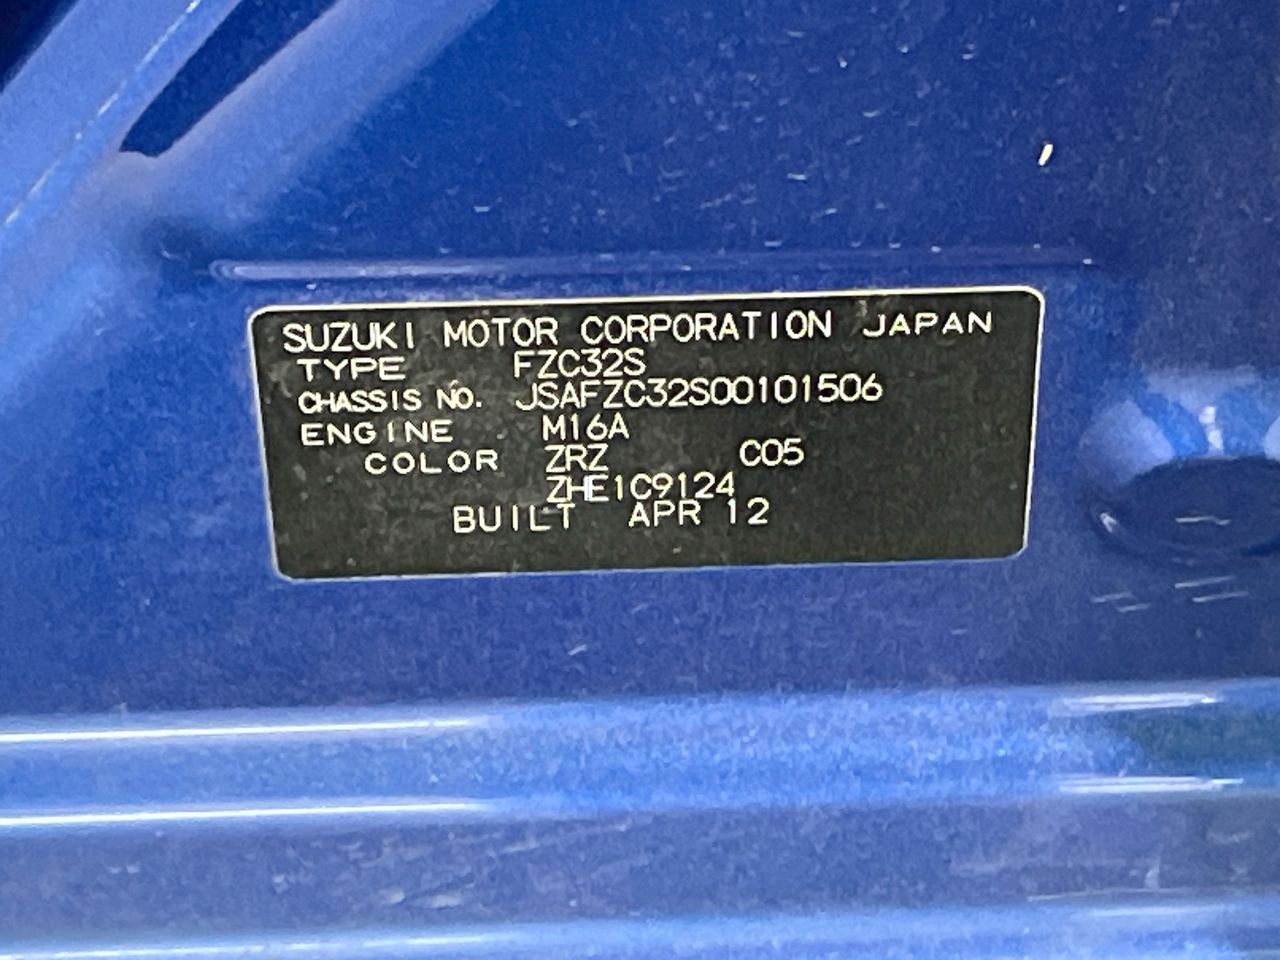 SUZUKI MOTOR CORPORATION JAPAN
TYPE FZC32S
CHASSIS NO. JSAFZC32S00101506
ENGINE M16A
COLOR ZRZ C05
ZHE1C9124
BUILT APR 12